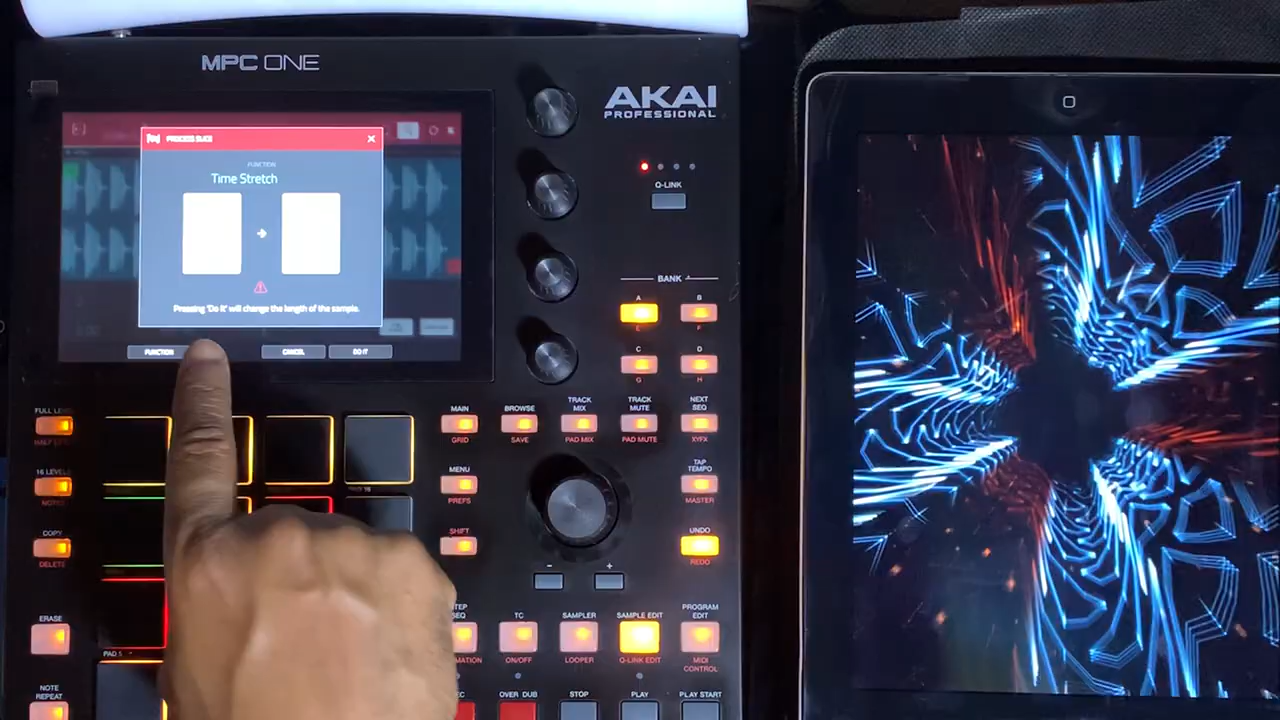 MPC ONE
AKAI
PROFESSIONAL
PROCESS SLICE
FUNCTION
Time Stretch
Pressing 'Do It' will change the length of the sample.
FUNCTION
CANCEL
DO IT
Q-LINK
BANK
A
B
E
F
C
D
G
H
FULL LEVEL
16 LEVELS
COPY
DELETE
ERASE
NOTE
REPEAT
PAD 5
MAIN
GRID
BROWSE
SAVE
TRACK
MIX
PAD MIX
TRACK
MUTE
PAD MUTE
NEXT
SEQ
XYFX
MENU
PREFS
TAP
TEMPO
MASTER
SHIFT
UNDO
REDO
-
+
STEP
SEQ
TC
ON/OFF
SAMPLER
LOOPER
SAMPLE EDIT
Q-LINK EDIT
PROGRAM
EDIT
MIDI
CONTROL
OVER DUB
STOP
PLAY
PLAY START